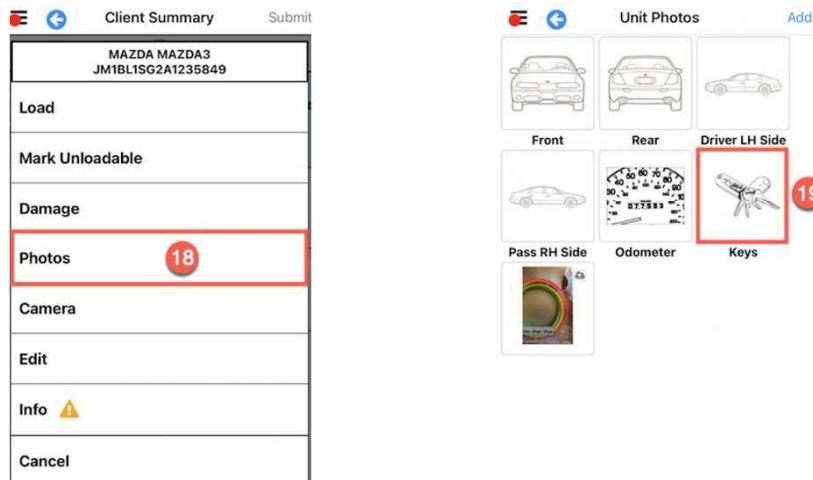 Client Summary
Submit
MAZDA MAZDA3
JM1BL1SG2A1235849
Load
Mark Unloadable
Damage
Photos
18
Camera
Edit
Info
Cancel
Unit Photos
Add
Front
Rear
Driver LH Side
19
Pass RH Side
Odometer
Keys